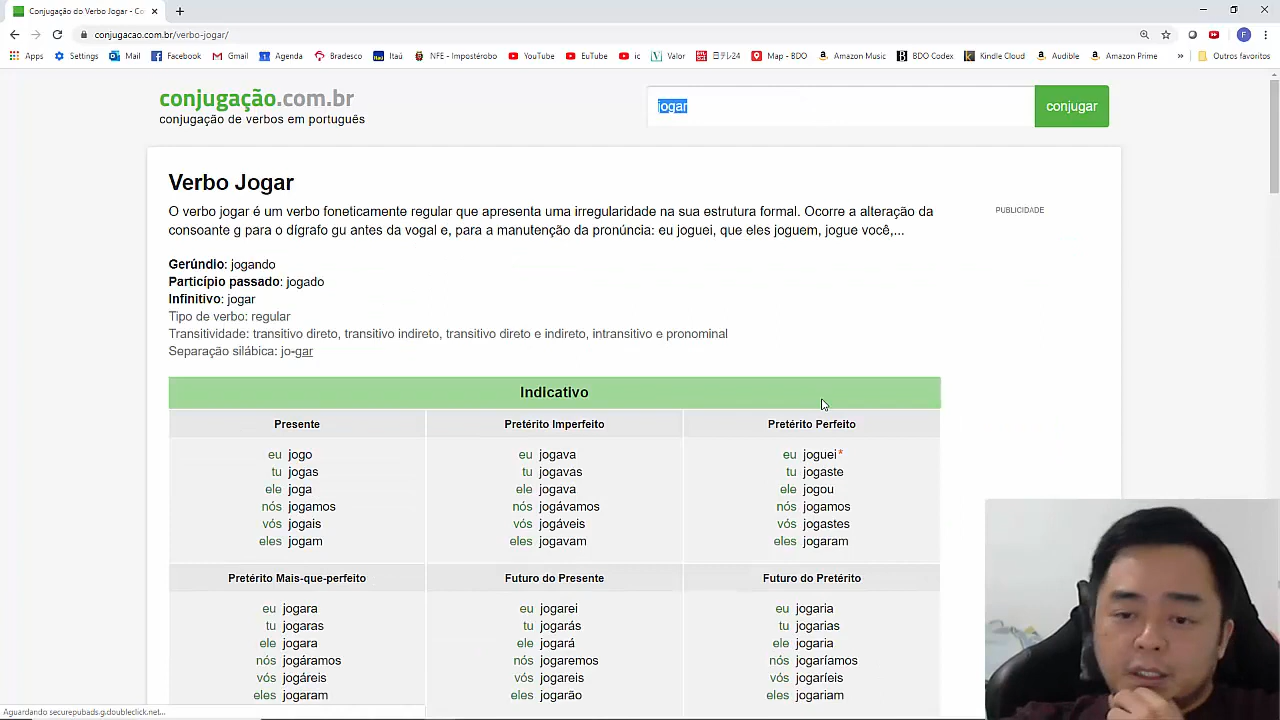 Conjugação do Verbo Jogar - Co
conjugacao.com.br/verbo-jogar/
Apps Settings Mail Facebook Gmail Agenda Bradesco Itaú NFE - Impostérobo YouTube EuTube ic Valor 日テレ24 Map - BDO Amazon Music BDO Codex Kindle Cloud Audible Amazon Prime » Outros favoritos
conjugação.com.br
conjugação de verbos em português
jogar
conjugar
Verbo Jogar
O verbo jogar é um verbo foneticamente regular que apresenta uma irregularidade na sua estrutura formal. Ocorre a alteração da
consoante g para o dígrafo gu antes da vogal e, para a manutenção da pronúncia: eu joguei, que eles joguem, jogue você,...
PUBLICIDADE
Gerúndio: jogando
Particípio passado: jogado
Infinitivo: jogar
Tipo de verbo: regular
Transitividade: transitivo direto, transitivo indireto, transitivo direto e indireto, intransitivo e pronominal
Separação silábica: jo-gar
Indicativo
Presente
eu jogo
tu jogas
ele joga
nós jogamos
vós jogais
eles jogam
Pretérito Imperfeito
eu jogava
tu jogavas
ele jogava
nós jogávamos
vós jogáveis
eles jogavam
Pretérito Perfeito
eu joguei*
tu jogaste
ele jogou
nós jogamos
vós jogastes
eles jogaram
Pretérito Mais-que-perfeito
eu jogara
tu jogaras
ele jogara
nós jogáramos
vós jogáreis
eles jogaram
Futuro do Presente
eu jogarei
tu jogarás
ele jogará
nós jogaremos
vós jogareis
eles jogarão
Futuro do Pretérito
eu jogaria
tu jogarias
ele jogaria
nós jogaríamos
vós jogaríeis
eles jogariam
Aguardando securepubads.g.doubleclick.net...